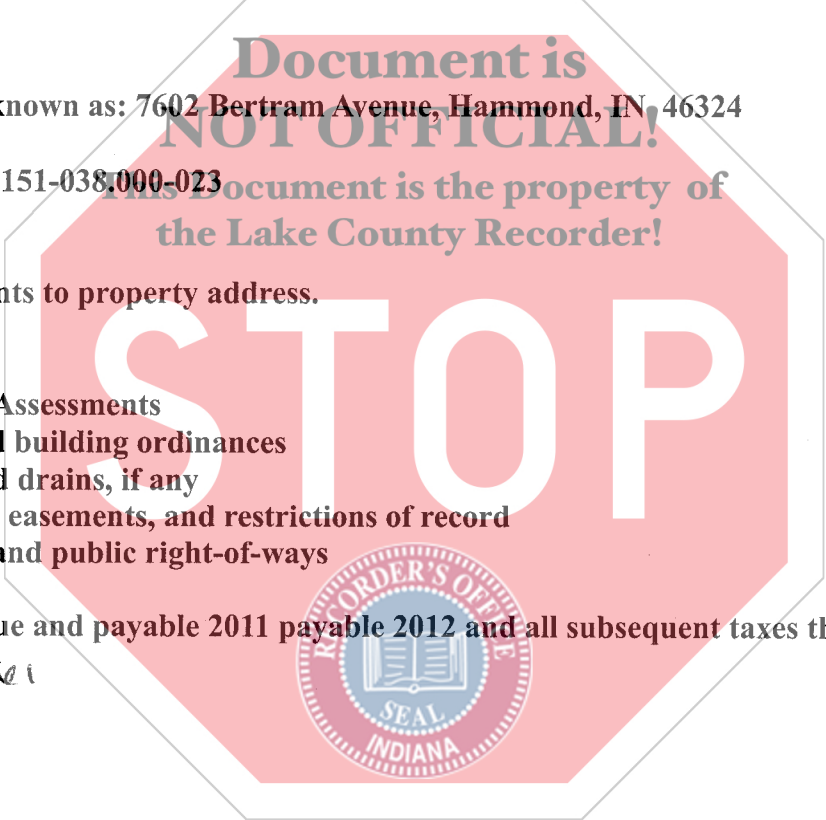 Document is
known as: 7602 Bertram Avenue, Hammond, IN 46324
NOT OFFICIAL!
151-038.000-023
This Document is the property of
the Lake County Recorder!
nts to property address.
STOP
Assessments
building ordinances
drains, if any
easements, and restrictions of record
and public right-of-ways
RECORDER'S OFFICE
ue and payable 2011 payable 2012 and all subsequent taxes th
SEAL
INDIANA